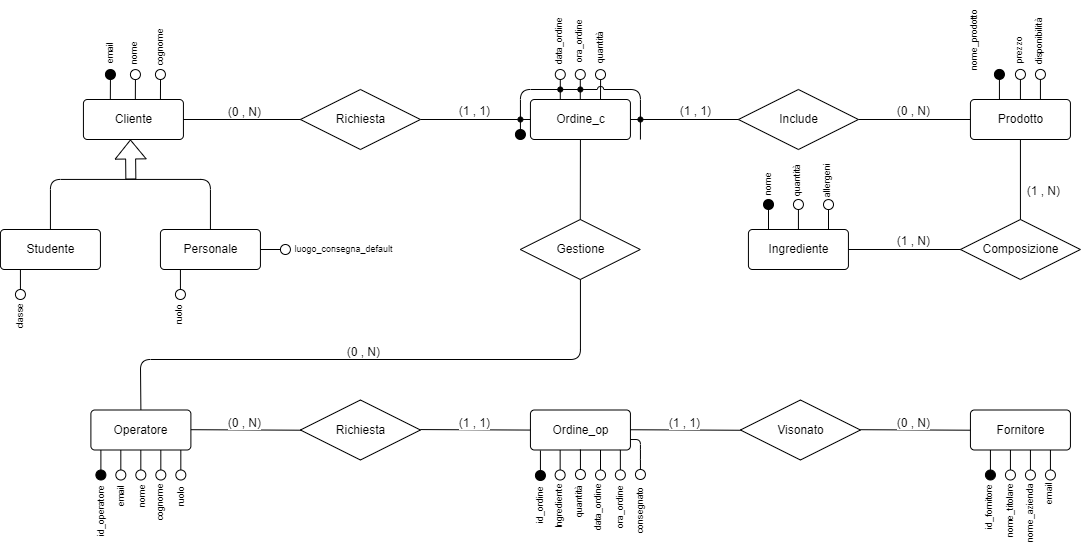 email
nome
cognome
data_ordine
ora_ordine
quantità
nome_prodotto
prezzo
disponibilità
Cliente
(0 , N)
Richiesta
(1 , 1)
Ordine_c
(1 , 1)
Include
(0 , N)
Prodotto
nome
quantità
allergeni
(1 , N)
Studente
Personale
luogo_consegna_default
Gestione
Ingrediente
(1 , N)
Composizione
classe
ruolo
(0 , N)
Operatore
(0 , N)
Richiesta
(1 , 1)
Ordine_op
(1 , 1)
Visonato
(0 , N)
Fornitore
id_operatore
email
nome
cognome
ruolo
id_ordine
Ingrediente
quantità
data_ordine
ora_ordine
consegnato
id_fornitore
nome_titolare
nome_azienda
email